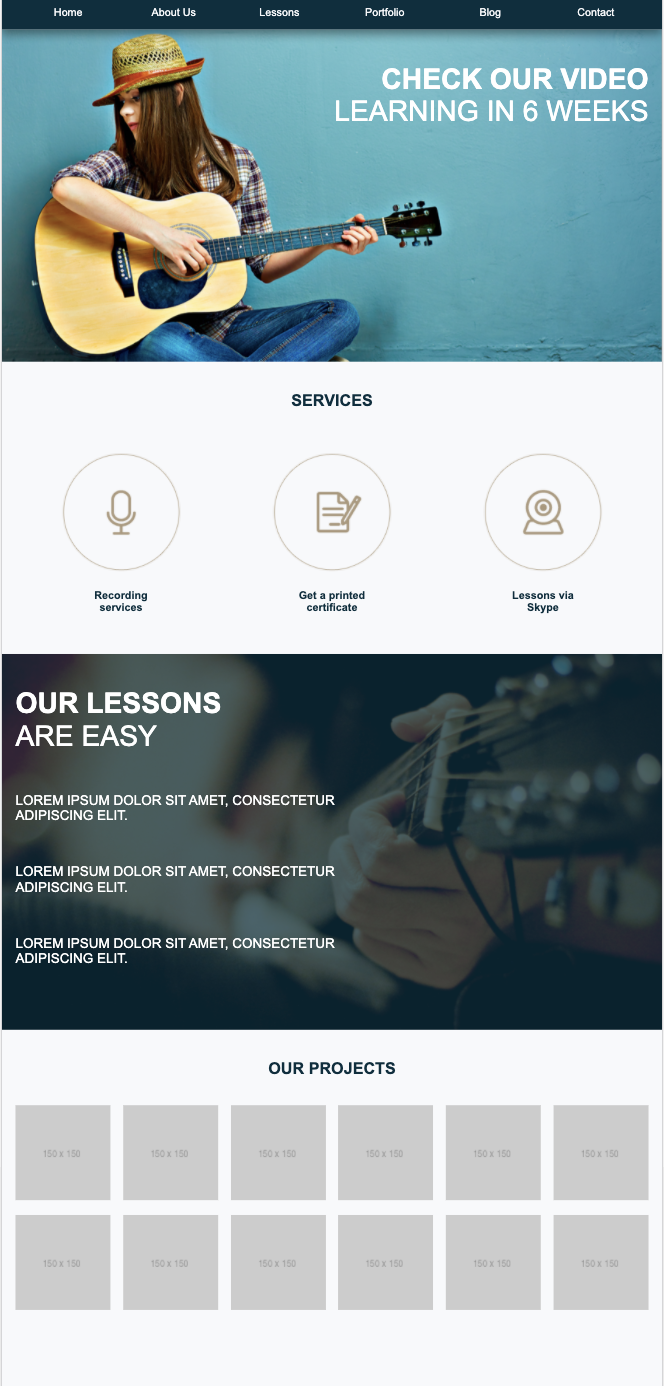 Home About Us Lessons Portfolio Blog Contact
CHECK OUR VIDEO
LEARNING IN 6 WEEKS
SERVICES
Recording Get a printed Lessons via
services certificate Skype
OUR LESSONS
ARE EASY
LOREM IPSUM DOLOR SIT AMET, CONSECTETUR
ADIPISCING ELIT.
LOREM IPSUM DOLOR SIT AMET, CONSECTETUR
ADIPISCING ELIT.
LOREM IPSUM DOLOR SIT AMET, CONSECTETUR
ADIPISCING ELIT.
OUR PROJECTS
150 x 150 150 x 150 150 x 150 150 x 150 150 x 150 150 x 150
150 x 150 150 x 150 150 x 150 150 x 150 150 x 150 150 x 150